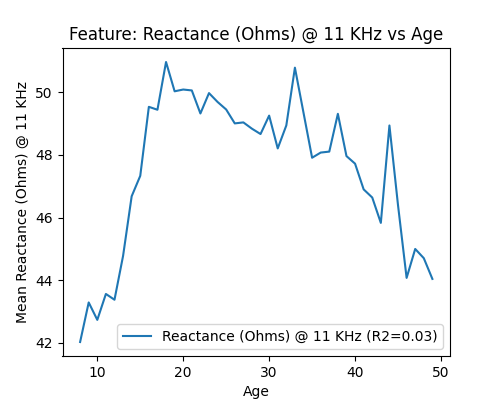 Feature: Reactance (Ohms) @ 11 KHz vs Age
Mean Reactance (Ohms) @ 11 KHz
50
48
46
44
42
Reactance (Ohms) @ 11 KHz (R2=0.03)
10
20
30
40
50
Age